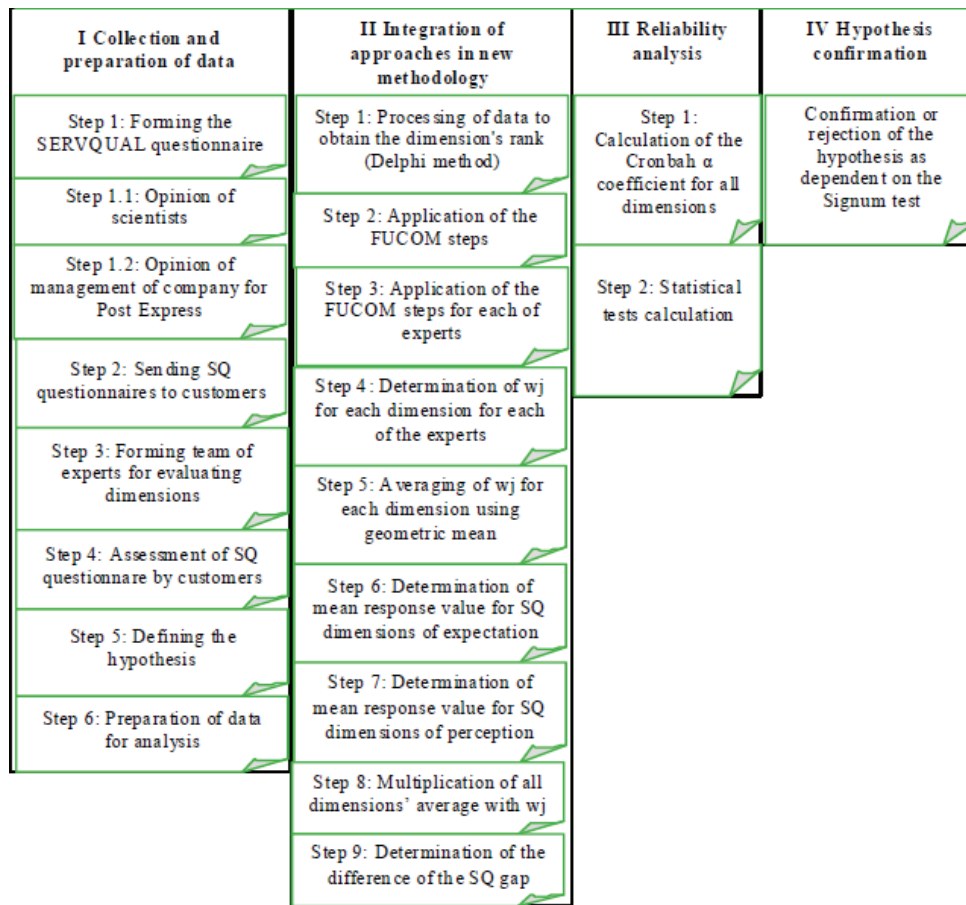 I Collection and
preparation of data
Step 1: Forming the
SERVQUAL questionnaire
Step 1.1: Opinion of
scientists
Step 1.2: Opinion of
management of company for
Post Express
Step 2: Sending SQ
questionnaires to customers
Step 3: Forming team of
experts for evaluating
dimensions
Step 4: Assessment of SQ
questionnare by customers
Step 5: Defining the
hypothesis
Step 6: Preparation of data
for analysis
II Integration of
approaches in new
methodology
Step 1: Processing of data to
obtain the dimension's rank
(Delphi method)
Step 2: Application of the
FUCOM steps
Step 3: Application of the
FUCOM steps for each of
experts
Step 4: Determination of wj
for each dimension for each
of the experts
Step 5: Averaging of wj for
each dimension using
geometric mean
Step 6: Determination of
mean response value for SQ
dimensions of expectation
Step 7: Determination of
mean response value for SQ
dimensions of perception
Step 8: Multiplication of all
dimensions’ average with wj
Step 9: Determination of the
difference of the SQ gap
III Reliability
analysis
Step 1:
Calculation of the
Cronbah α
coefficient for all
dimensions
Step 2: Statistical
tests calculation
IV Hypothesis
confirmation
Confirmation or
rejection of the
hypothesis as
dependent on the
Signum test